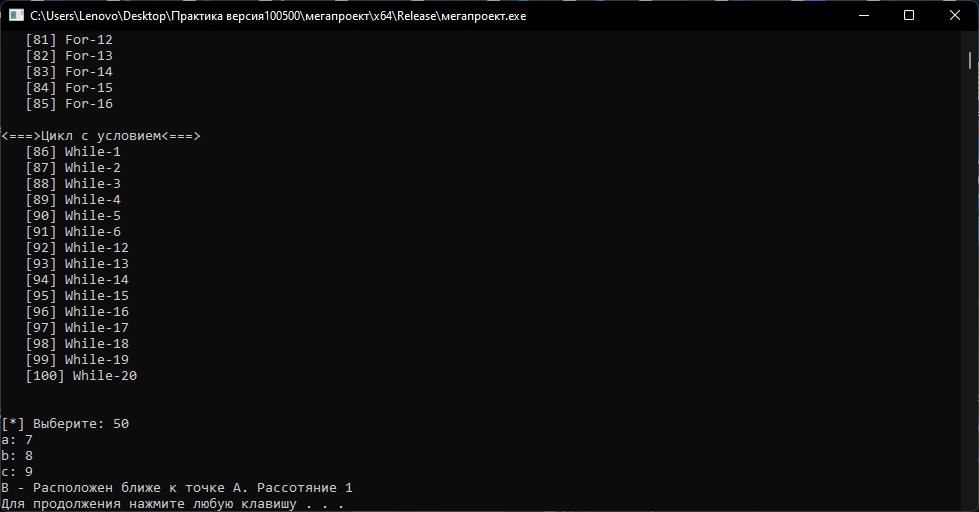 C:\Users\Lenovo\Desktop\Практика версия100500\мегапроект\x64\Release\мегапроект.exe
[81] For-12
[82] For-13
[83] For-14
[84] For-15
[85] For-16
<===>Цикл с условием<===>
[86] While-1
[87] While-2
[88] While-3
[89] While-4
[90] While-5
[91] While-6
[92] While-12
[93] While-13
[94] While-14
[95] While-15
[96] While-16
[97] While-17
[98] While-18
[99] While-19
[100] While-20
[*] Выберите: 50
a: 7
b: 8
c: 9
B - Расположен ближе к точке A. Рассотяние 1
Для продолжения нажмите любую клавишу . . .